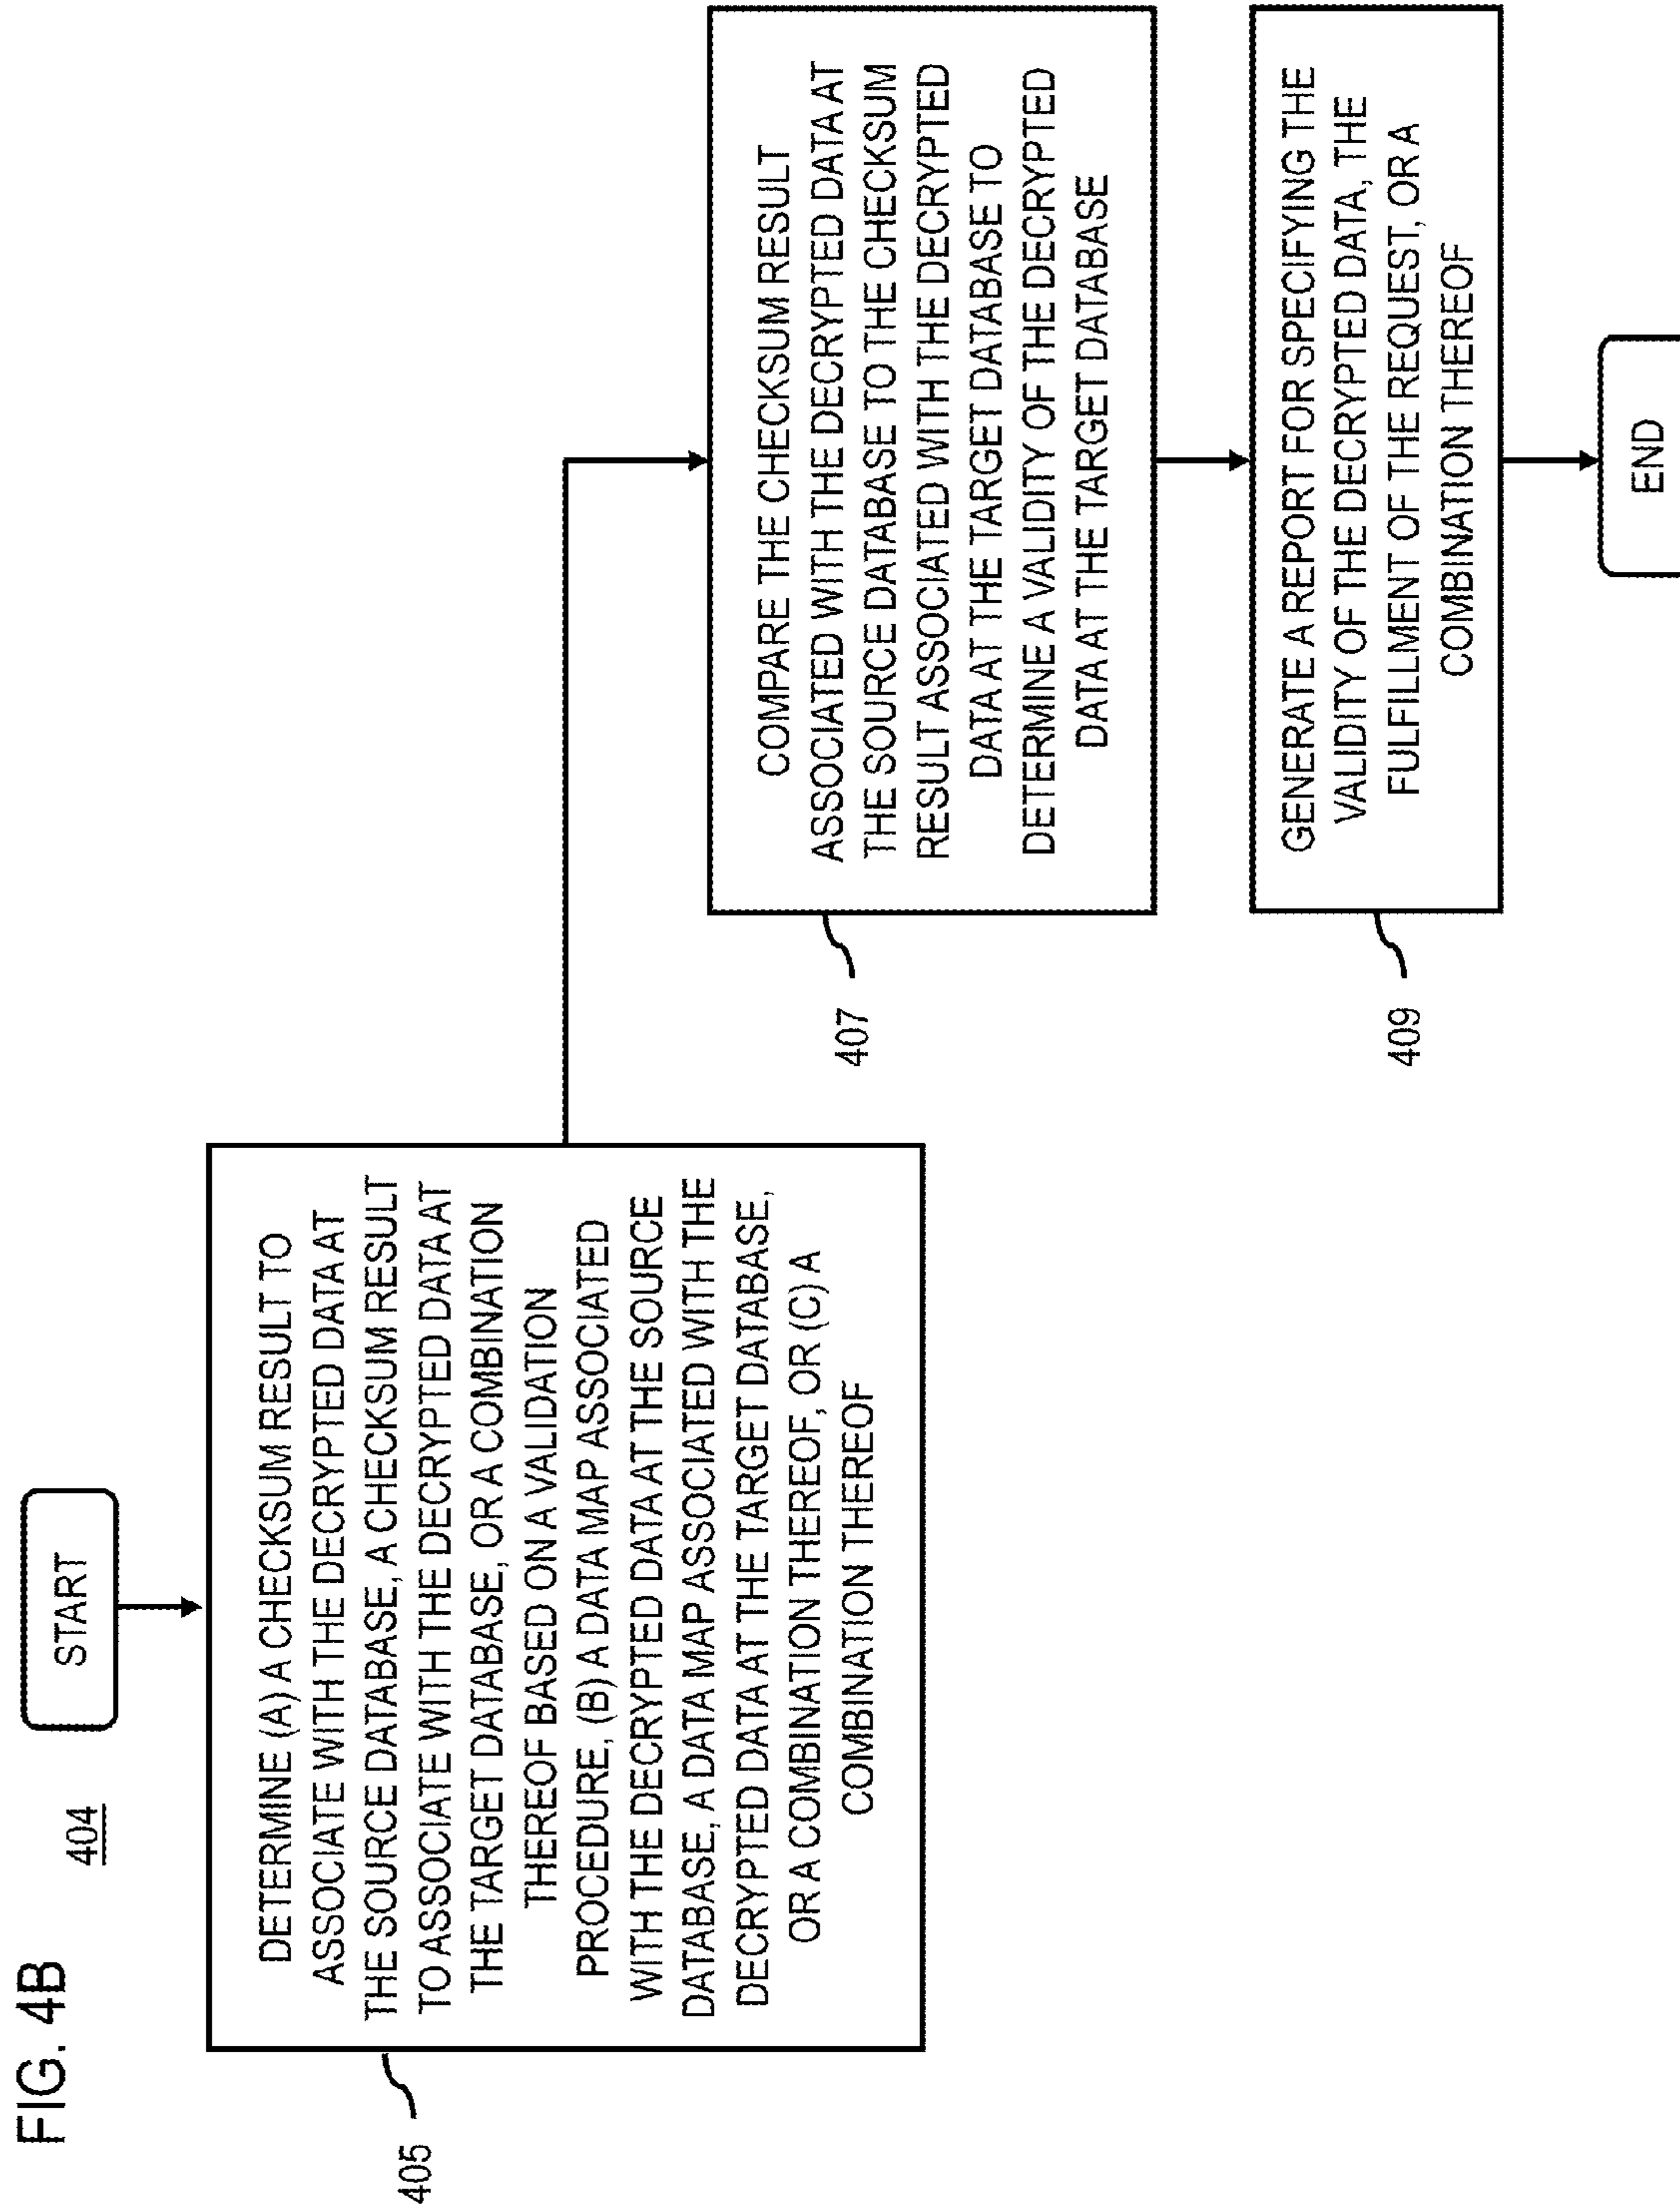 FIG. 4B
404
START
DETERMINE (A) A CHECKSUM RESULT TO
ASSOCIATE WITH THE DECRYPTED DATA AT
THE SOURCE DATABASE, A CHECKSUM RESULT
TO ASSOCIATE WITH THE DECRYPTED DATA AT
THE TARGET DATABASE, OR A COMBINATION
THEREOF BASED ON A VALIDATION
PROCEDURE, (B) A DATA MAP ASSOCIATED
WITH THE DECRYPTED DATA AT THE SOURCE
DATABASE, A DATA MAP ASSOCIATED WITH THE
DECRYPTED DATA AT THE TARGET DATABASE,
OR A COMBINATION THEREOF, OR (C) A
COMBINATION THEREOF
405
COMPARE THE CHECKSUM RESULT
ASSOCIATED WITH THE DECRYPTED DATA AT
THE SOURCE DATABASE TO THE CHECKSUM
RESULT ASSOCIATED WITH THE DECRYPTED
DATA AT THE TARGET DATABASE TO
DETERMINE A VALIDITY OF THE DECRYPTED
DATA AT THE TARGET DATABASE
407
GENERATE A REPORT FOR SPECIFYING THE
VALIDITY OF THE DECRYPTED DATA, THE
FULFILLMENT OF THE REQUEST, OR A
COMBINATION THEREOF
409
END